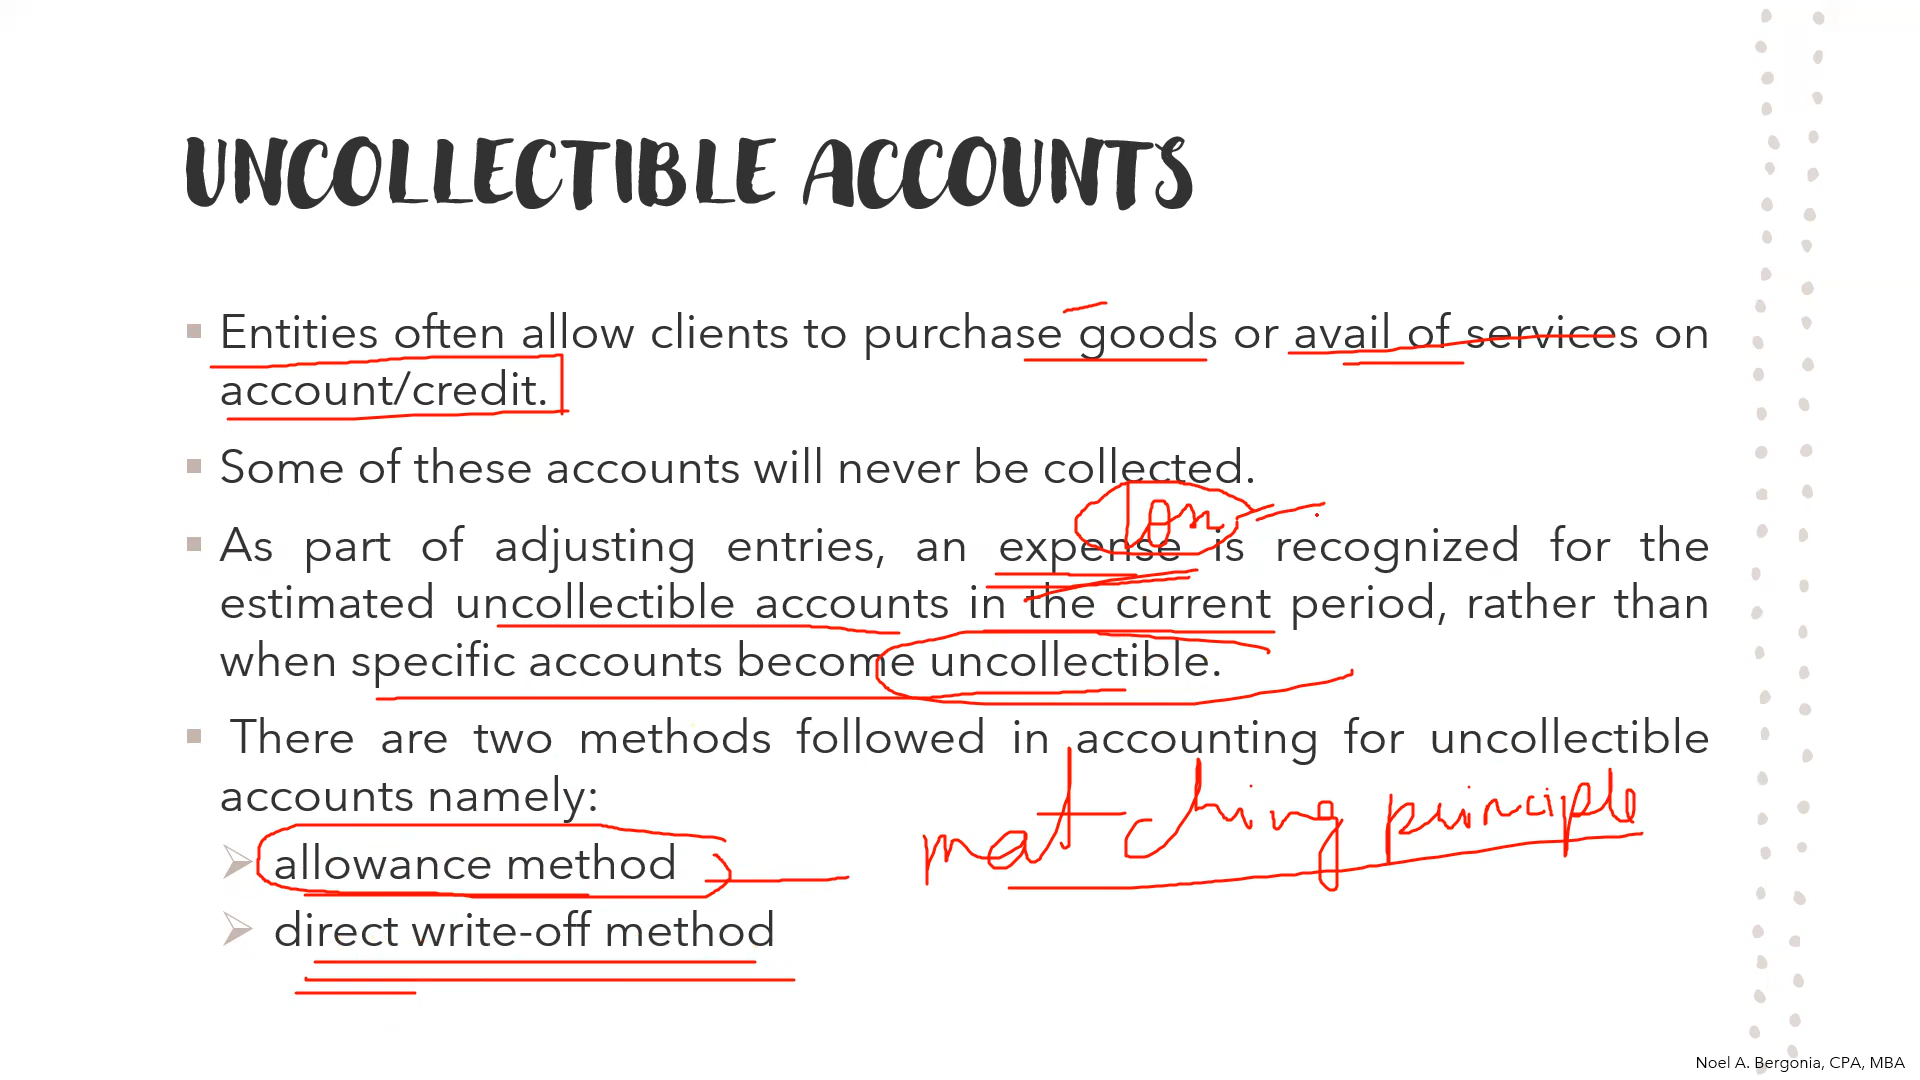 UNCOLLECTIBLE ACCOUNTS
Entities often allow clients to purchase goods or avail of services on
account/credit.
Some of these accounts will never be collected.
As part of adjusting entries, an expense is recognized for the
estimated uncollectible accounts in the current period, rather than
when specific accounts become uncollectible.
There are two methods followed in accounting for uncollectible
accounts namely:
matching principle
allowance method
direct write-off method
Noel A. Bergonia, CPA, MBA